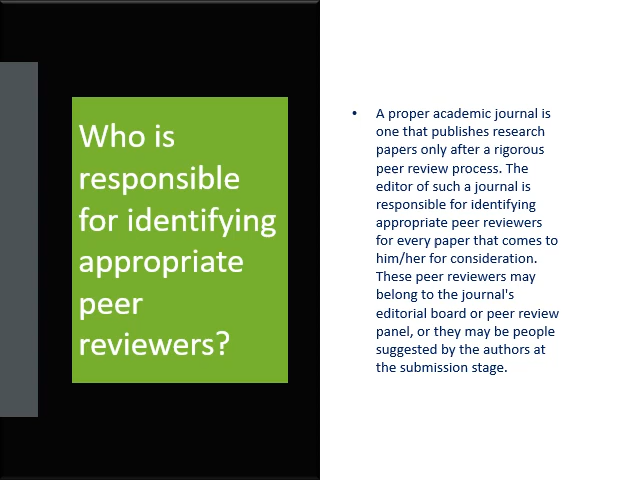 Who is
responsible
for identifying
appropriate
peer
reviewers?
• A proper academic journal is
one that publishes research
papers only after a rigorous
peer review process. The
editor of such a journal is
responsible for identifying
appropriate peer reviewers
for every paper that comes to
him/her for consideration.
These peer reviewers may
belong to the journal's
editorial board or peer review
panel, or they may be people
suggested by the authors at
the submission stage.